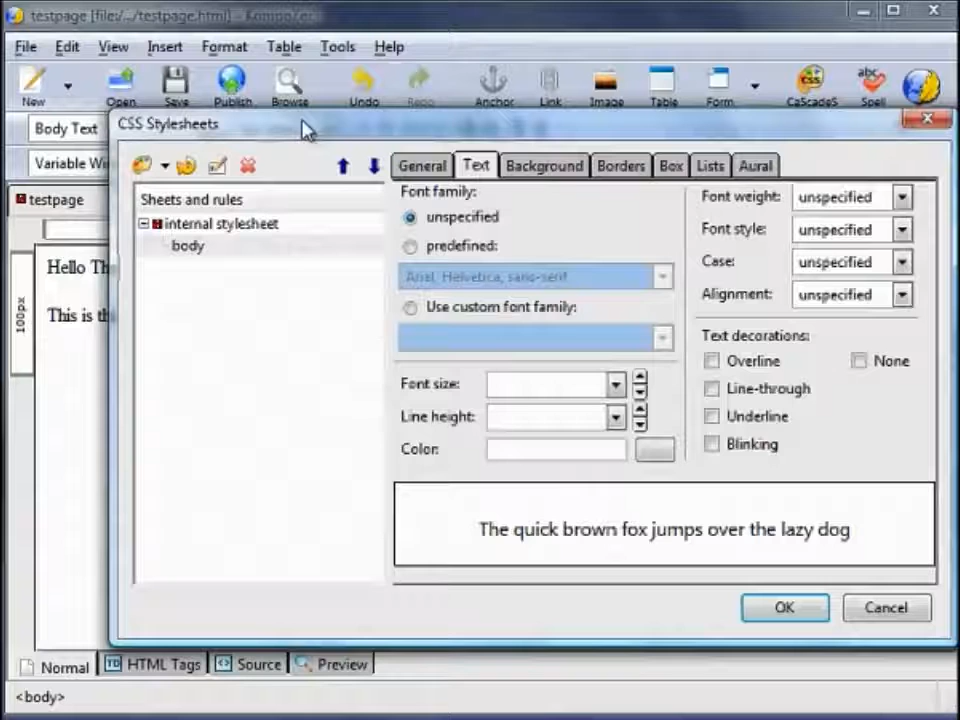 testpage [file:/.../testpage.html] - KompoZer
File Edit View Insert Format Table Tools Help
New Open Save Publish Browse Undo Redo Anchor Link Image Table Form CaScadeS Spell
Body Text
CSS Stylesheets
Variable Wi
General Text Background Borders Box Lists Aural
testpage
Sheets and rules
internal stylesheet
body
Font family:
unspecified
predefined:
Arial, Helvetica, sans-serif
Use custom font family:
Font size:
Line height:
Color:
Font weight: unspecified
Font style: unspecified
Case: unspecified
Alignment: unspecified
Text decorations:
Overline None
Line-through
Underline
Blinking
Hello Th
This is th
100px
The quick brown fox jumps over the lazy dog
OK Cancel
Normal HTML Tags Source Preview
<body>